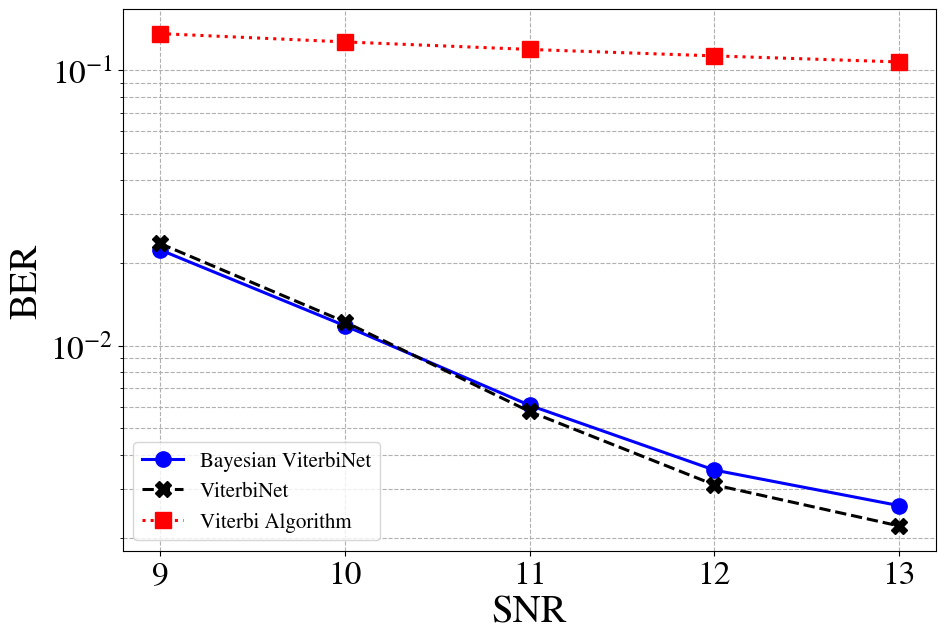 BER
10⁻¹
10⁻²
Bayesian ViterbiNet
ViterbiNet
Viterbi Algorithm
9 10 11 12 13
SNR